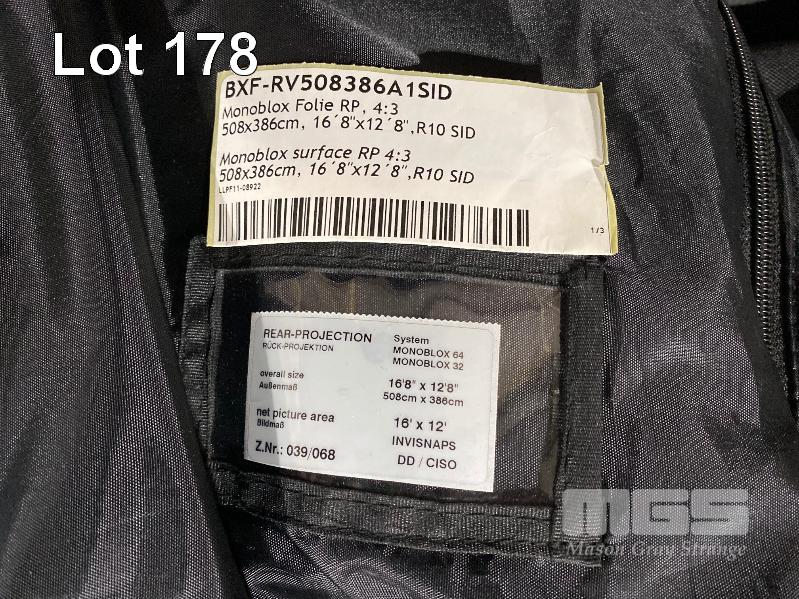 Lot 178
BXF-RV508386A1SID
Monoblox Folie RP, 4:3
508x386cm, 16´8"x12´8",R10 SID
Monoblox surface RP 4:3
508x386cm, 16´8"x12´8",R10 SID
LLPF11-08922
1/3
REAR-PROJECTION
RÜCK-PROJEKTION
System
MONOBLOX 64
MONOBLOX 32
overall size
Außenmaß
16'8" x 12'8"
508cm x 386cm
net picture area
Bildmaß
16' x 12'
INVISNAPS
Z.Nr.: 039/068
DD / CISO
MGS
Mason Gray Strange